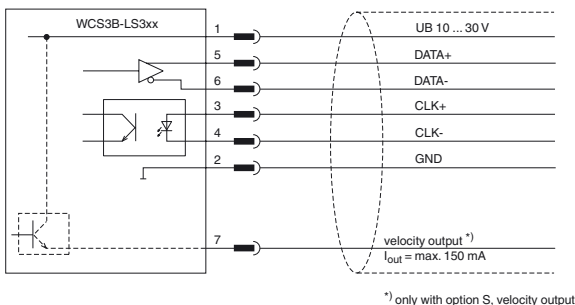 WCS3B-LS3xx
1 UB 10 ... 30 V
5 DATA+
6 DATA-
3 CLK+
4 CLK-
2 GND
7 velocity output *)
Iout = max. 150 mA
*) only with option S, velocity output